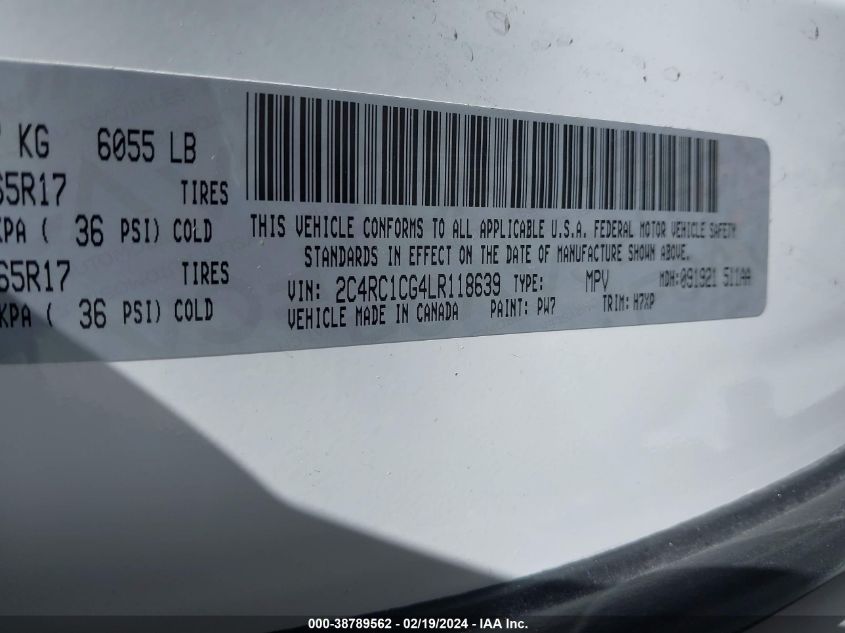 KG 6055 LB
65R17 TIRES
KPA ( 36 PSI) COLD
65R17 TIRES
KPA ( 36 PSI) COLD
THIS VEHICLE CONFORMS TO ALL APPLICABLE U.S.A. FEDERAL MOTOR VEHICLE SAFETY
STANDARDS IN EFFECT ON THE DATE OF MANUFACTURE SHOWN ABOVE.
VIN: 2C4RC1CG4LR118639 TYPE: MPV MDH:091921 511AA
VEHICLE MADE IN CANADA PAINT: PW7 TRIM: H7XP
000-38789562 - 02/19/2024 - IAA Inc.